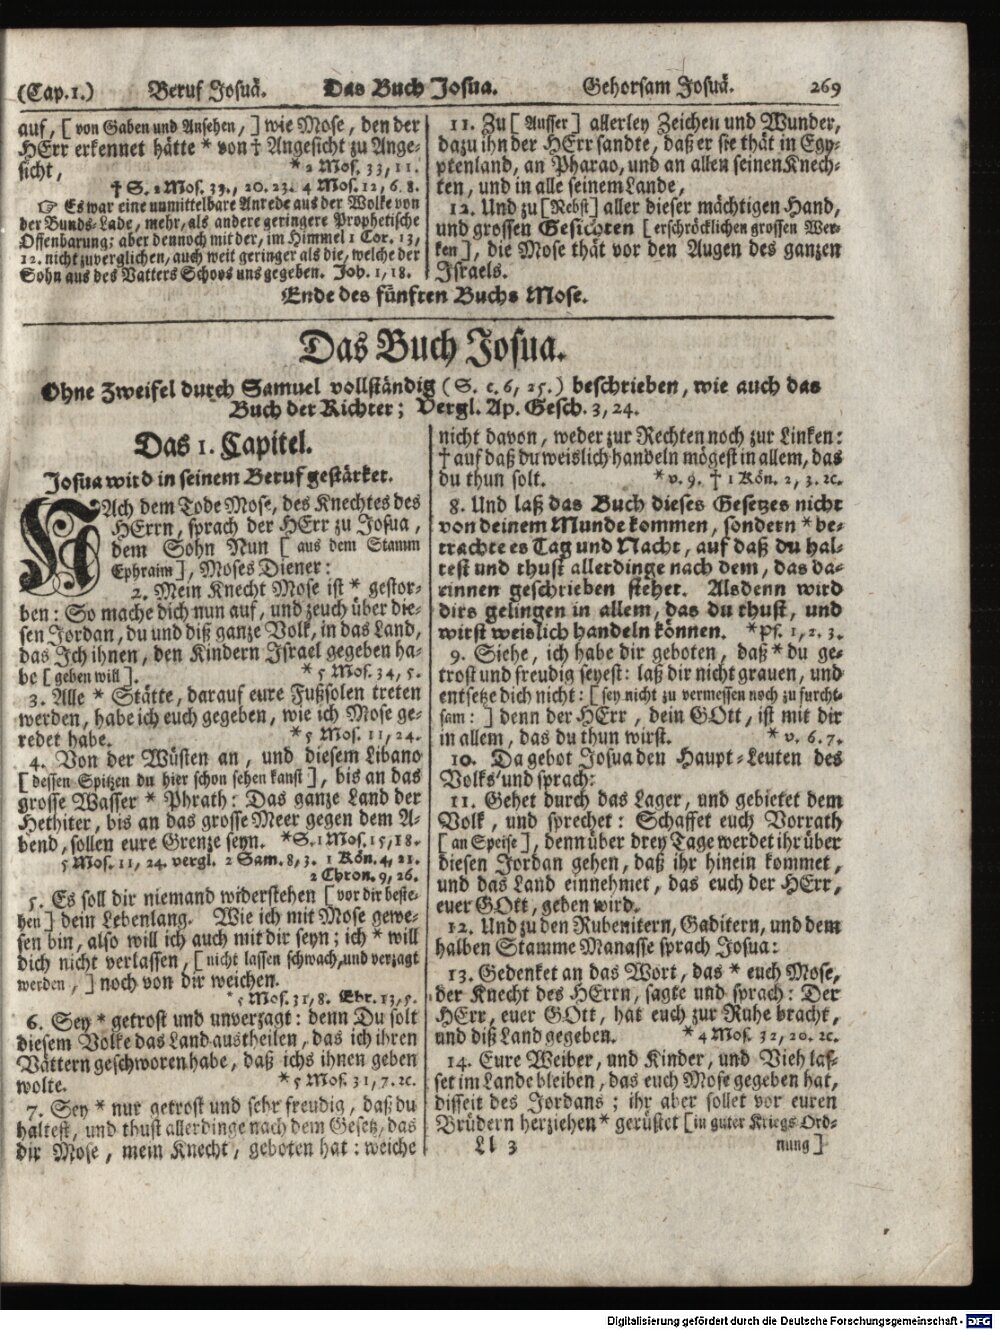 (Cap. 1.) Beruf Josuä. Das Buch Josua. Gehorsam Josuä. 269
auf, [ von Gaben und Ansehen, ] wie Mose, den der
HErr erkennet hätte * von † Angesicht zu Ange-
sicht, * 2 Mos. 33, 11.
† S. 2 Mos. 33., 20. 23. 4 Mos. 12, 6. 8.
☞ Es war eine unmittelbare Anrede aus der Wolke von
der Bunds-Lade, mehr, als andere geringere Prophetische
Offenbarung; aber dennoch mit der, im Himmel 1 Cor. 13,
12. nicht zuverglichen, auch weit geringer als die, welche der
Sohn aus des Vatters Schoos uns gegeben. Joh. 1, 18.
11. Zu [ Ausser ] allerley Zeichen und Wunder,
dazu ihn der HErr sandte, daß er sie thät in Egy-
ptenland, an Pharao, und an allen seinen Knech-
ten, und in alle seinem Lande,
12. Und zu [Nebst] aller dieser mächtigen Hand,
und grossen Gesichten [ erschröcklichen grossen Wer-
ken ], die Mose thät vor den Augen des ganzen
Israels.
Ende des fünften Buchs Mose.
Das Buch Josua.
Ohne Zweifel durch Samuel vollständig ( S. c. 6, 25. ) beschrieben, wie auch das
Buch der Richter; Vergl. Ap. Gesch. 3, 24.
Das 1. Capitel.
Josua wird in seinem Beruf gestärket.
NAch dem Tode Mose, des Knechtes des
HErrn, sprach der HErr zu Josua,
dem Sohn Nun [ aus dem Stamm
Ephraim ], Moses Diener:
2. Mein Knecht Mose ist * gestor-
ben: So mache dich nun auf, und zeuch über die-
sen Jordan, du und diß ganze Volk, in das Land,
das Ich ihnen, den Kindern Israel gegeben ha-
be [ geben will ]. * 5 Mos. 34, 5.
3. Alle * Stätte, darauf eure Fußsolen treten
werden, habe ich euch gegeben, wie ich Mose ge-
redet habe. * 5 Mos. 11, 24.
4. Von der Wüsten an, und diesem Libano
[ dessen Spitzen du hier schon sehen kanst ], bis an das
grosse Wasser * Phrath: Das ganze Land der
Hethiter, bis an das grosse Meer gegen dem A-
bend, sollen eure Grenze seyn. *S. 1 Mos. 15, 18.
5 Mos. 11, 24. vergl. 2 Sam. 8, 3. 1 Kön. 4, 21.
2 Chron. 9, 26.
5. Es soll dir niemand widerstehen [ vor dir beste-
hen ] dein Lebenlang. Wie ich mit Mose gewe-
sen bin, also will ich auch mit dir seyn; ich * will
dich nicht verlassen, [ nicht lassen schwach, und verzagt
werden, ] noch von dir weichen.
* 5 Mos. 31, 8. Ebr. 13, 5.
6. Sey * getrost und unverzagt: denn Du solt
diesem Volke das Land austheilen, das ich ihren
Vättern geschworen habe, daß ichs ihnen geben
wolte. * 5 Mos. 31, 7. ꝛc.
7. Sey * nur getrost und sehr freudig, daß du
haltest, und thust allerdinge nach dem Gesetz, das
dir Mose, mein Knecht, geboten hat: weiche
nicht davon, weder zur Rechten noch zur Linken:
† auf daß du weislich handeln mögest in allem, das
du thun solt. * v. 9. † 1 Kön. 2, 3. ꝛc.
8. Und laß das Buch dieses Gesetzes nicht
von deinem Munde kommen, sondern * be-
trachte es Tag und Nacht, auf daß du hal-
test und thust allerdinge nach dem, das da-
rinnen geschrieben stehet. Alsdenn wird
dirs gelingen in allem, das du thust, und
wirst weislich handeln können. *Ps. 1, 2. 3.
9. Siehe, ich habe dir geboten, daß * du ge-
trost und freudig seyest: laß dir nicht grauen, und
entsetze dich nicht: [ sey nicht zu vermessen noch zu furcht-
sam: ] denn der HErr, dein GOtt, ist mit dir
in allem, das du thun wirst. * v. 6. 7.
10. Da gebot Josua den Haupt-Leuten des
Volks und sprach:
11. Gehet durch das Lager, und gebietet dem
Volk, und sprechet: Schaffet euch Vorrath
[ an Speise ], denn über drey Tage werdet ihr über
diesen Jordan gehen, daß ihr hinein kommet,
und das Land einnehmet, das euch der HErr,
euer GOtt, geben wird.
12. Und zu den Rubenitern, Gaditern, und dem
halben Stamme Manasse sprach Josua:
13. Gedenket an das Wort, das * euch Mose,
der Knecht des HErrn, sagte und sprach: Der
HErr, euer GOtt, hat euch zur Ruhe bracht,
und diß Land gegeben. * 4 Mos. 32, 20. ꝛc.
14. Eure Weiber, und Kinder, und Vieh las-
set im Lande bleiben, das euch Mose gegeben hat,
disseit des Jordans; ihr aber sollet vor euren
Brüdern herziehen * gerüstet [in guter Kriegs-Ord-
Ll 3 nung]
Digitalisierung gefördert durch die Deutsche Forschungsgemeinschaft - DFG